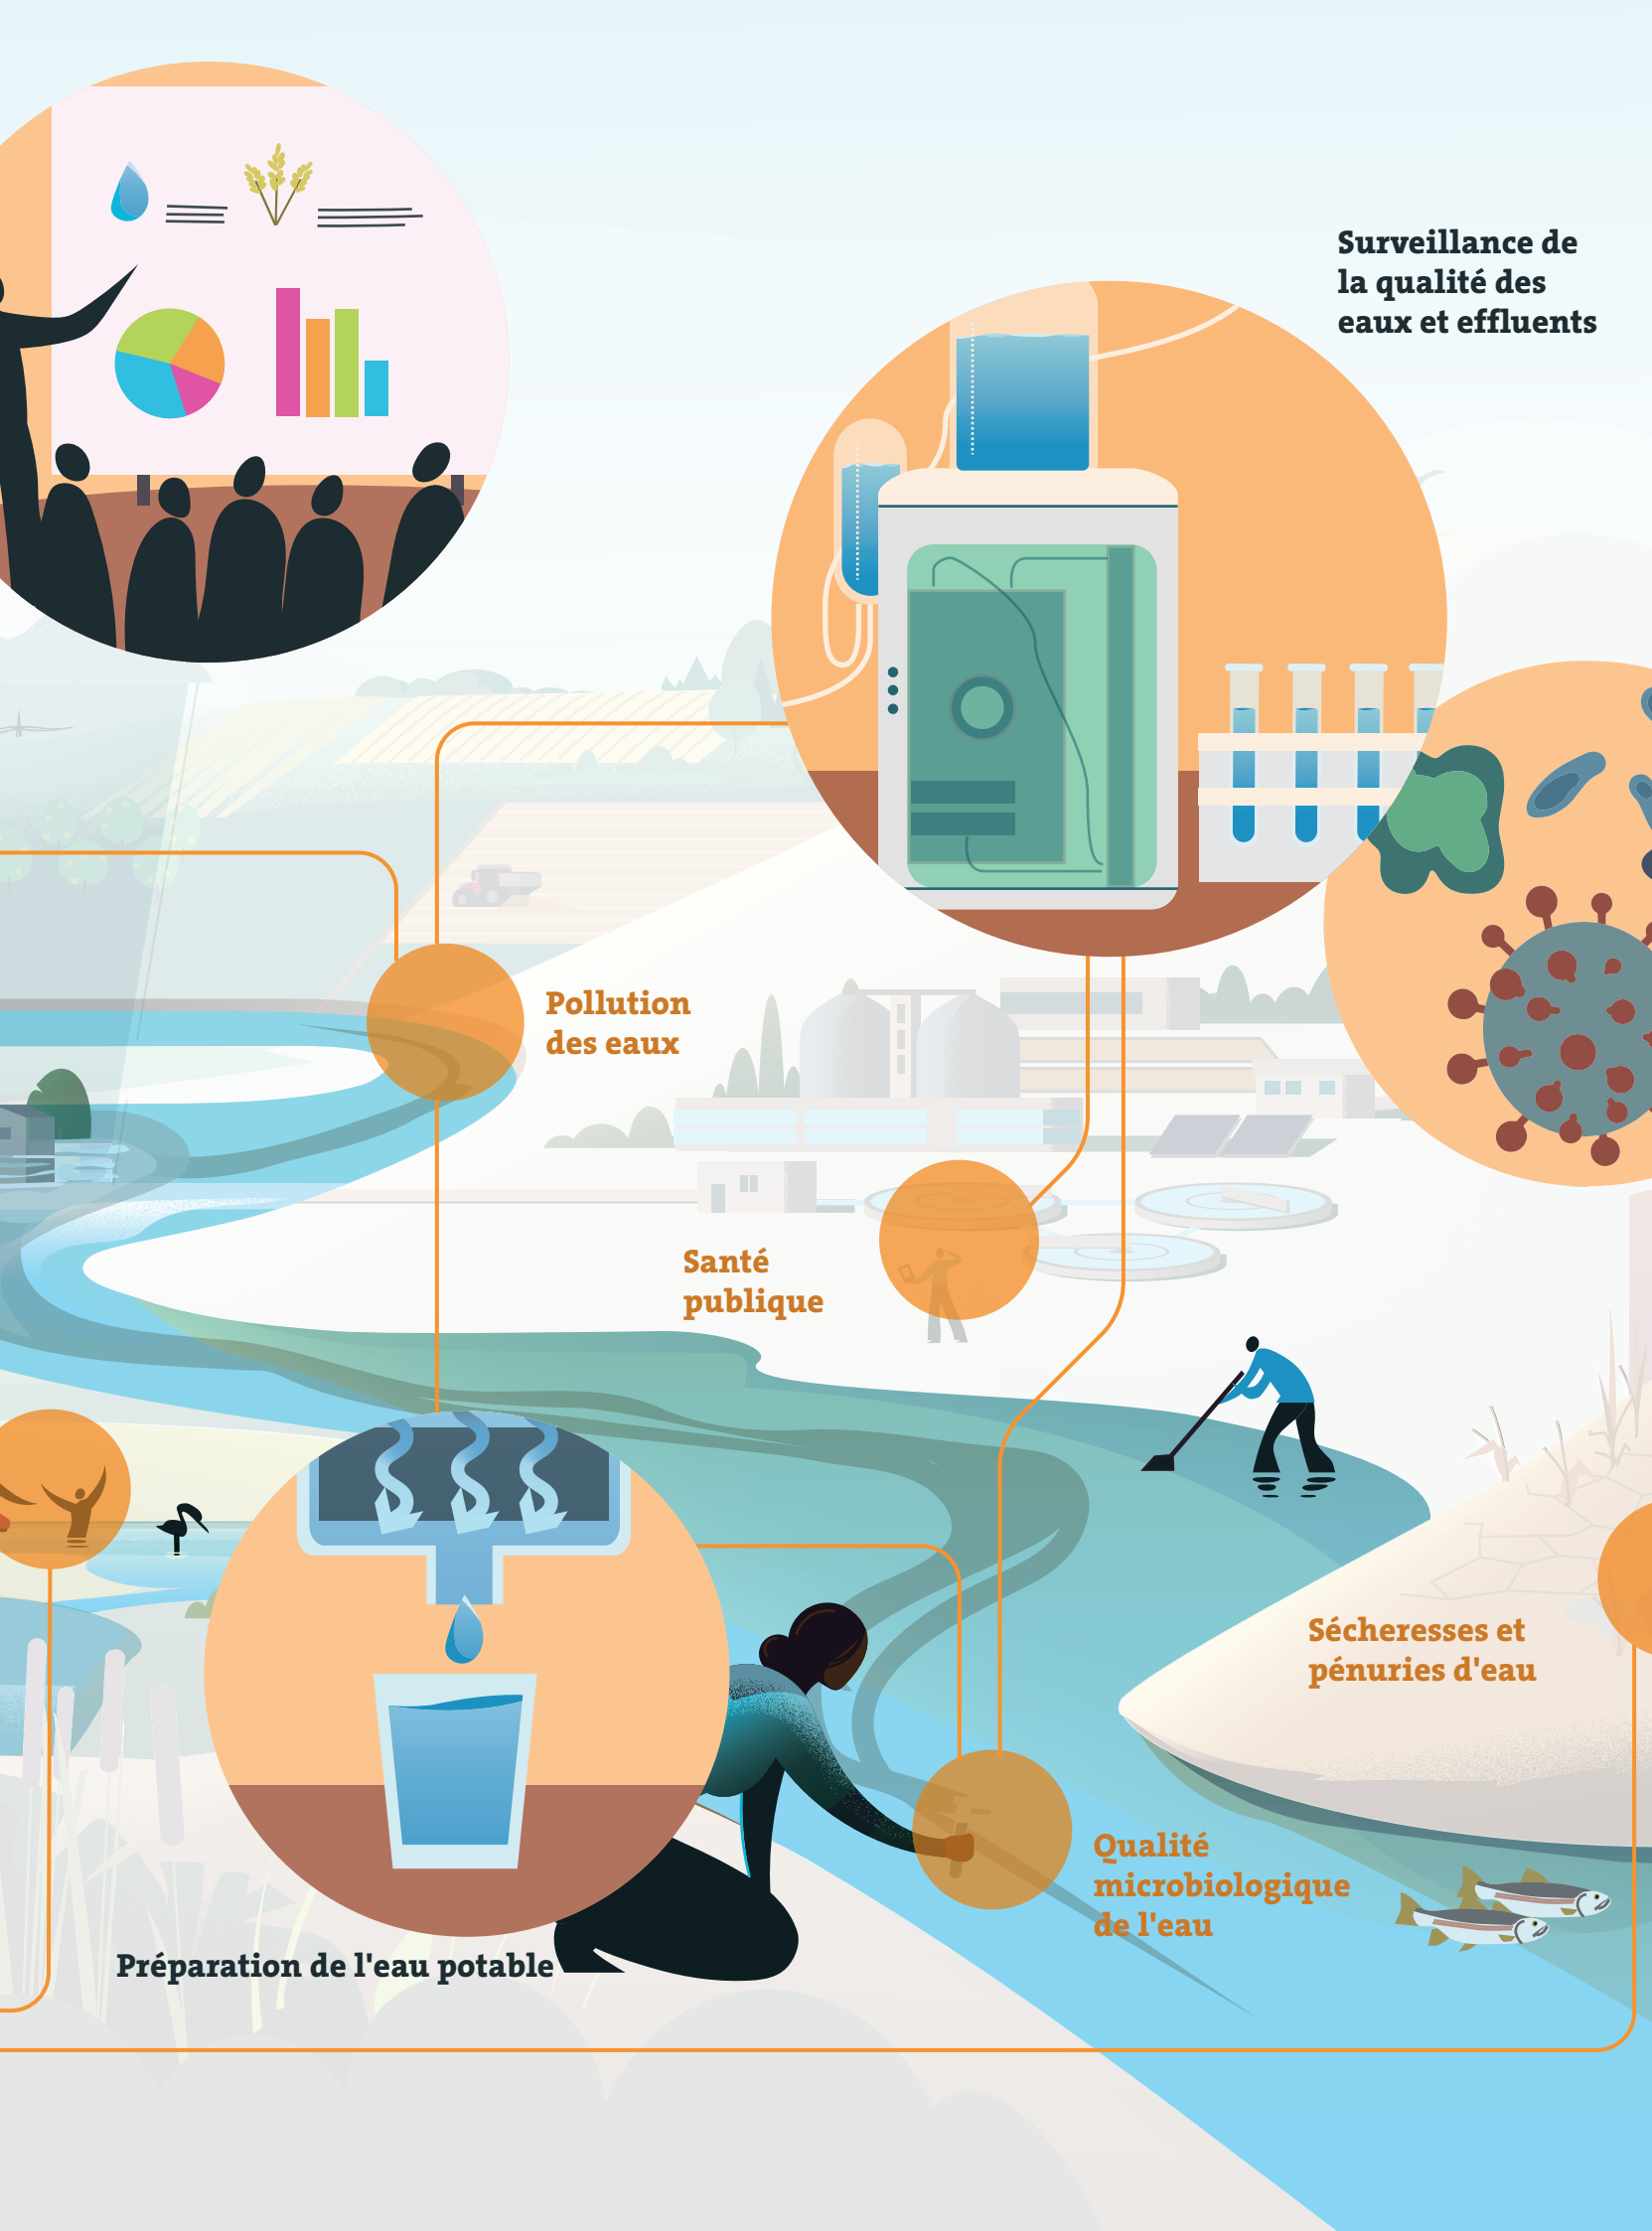 Surveillance de
la qualité des
eaux et effluents
Pollution
des eaux
Santé
publique
Sécheresses et
pénuries d'eau
Qualité
microbiologique
de l'eau
Préparation de l'eau potable